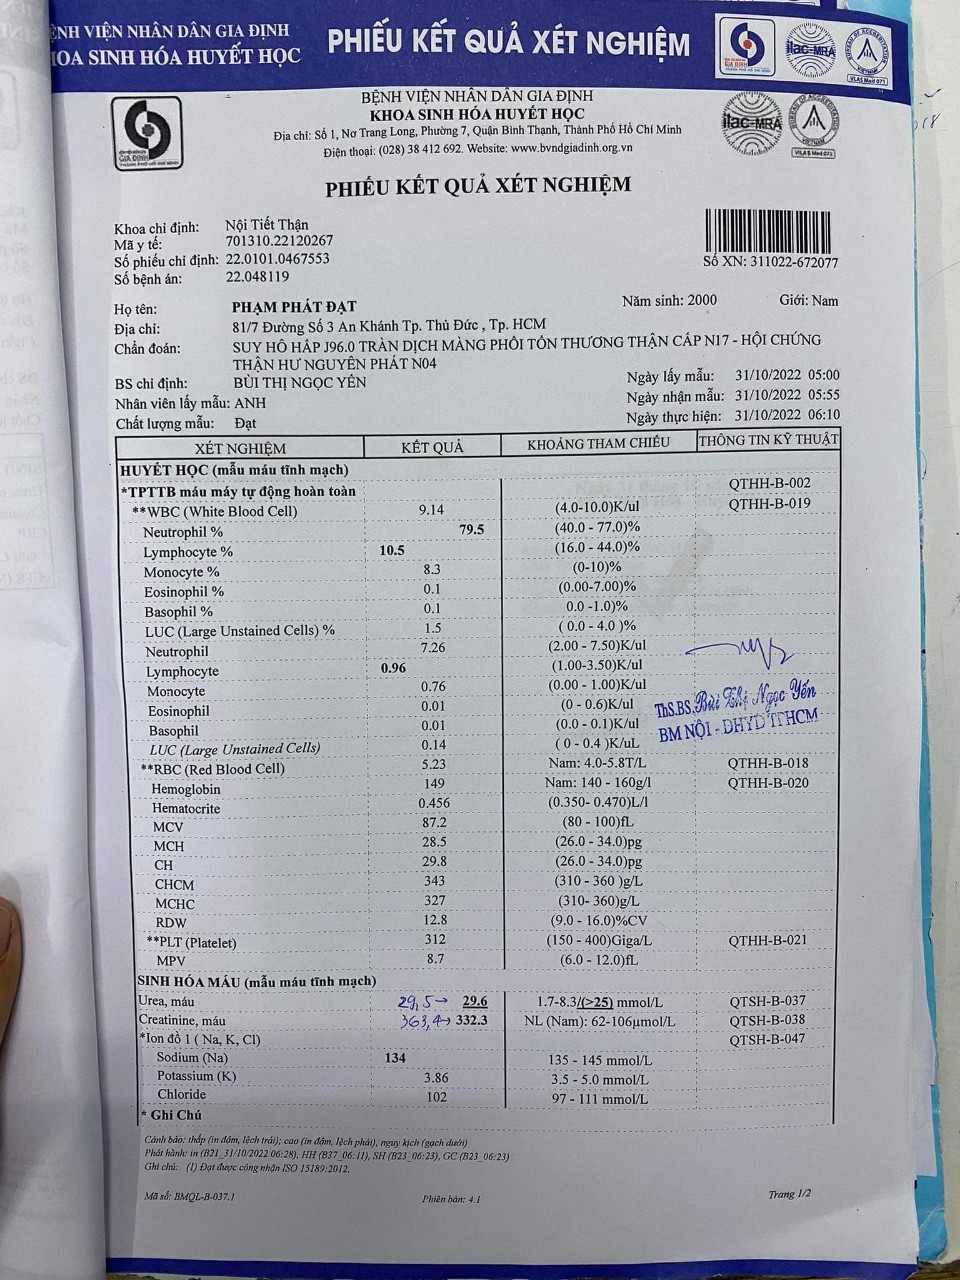 ỆNH VIỆN NHÂN DÂN GIA ĐỊNH
HOA SINH HÓA HUYẾT HỌC
PHIẾU KẾT QUẢ XÉT NGHIỆM
ilac-MRA
BUREAU OF ACCREDITATION
VIETNAM
VILAS Med 071
BỆNH VIỆN NHÂN DÂN GIA ĐỊNH
KHOA SINH HÓA HUYẾT HỌC
Địa chỉ: Số 1, Nơ Trang Long, Phường 7, Quận Bình Thạnh, Thành Phố Hồ Chí Minh
Điện thoại: (028) 38 412 692. Website: www.bvndgiadinh.org.vn
GIA ĐỊNH
ilac-MRA
BUREAU OF ACCREDITATION
VIETNAM
VILAS Med 071
PHIẾU KẾT QUẢ XÉT NGHIỆM
Khoa chỉ định: Nội Tiết Thận
Mã y tế: 701310.22120267
Số phiếu chỉ định: 22.0101.0467553
Số bệnh án: 22.048119
Số XN: 311022-672077
Họ tên: PHẠM PHÁT ĐẠT Năm sinh: 2000 Giới: Nam
Địa chỉ: 81/7 Đường Số 3 An Khánh Tp. Thủ Đức , Tp. HCM
Chẩn đoán: SUY HÔ HẤP J96.0 TRÀN DỊCH MÀNG PHỔI TỔN THƯƠNG THẬN CẤP N17 - HỘI CHỨNG
THẬN HƯ NGUYÊN PHÁT N04
BS chỉ định: BÙI THỊ NGỌC YẾN Ngày lấy mẫu: 31/10/2022 05:00
Nhân viên lấy mẫu: ANH Ngày nhận mẫu: 31/10/2022 05:55
Chất lượng mẫu: Đạt Ngày thực hiện: 31/10/2022 06:10
XÉT NGHIỆM KẾT QUẢ KHOẢNG THAM CHIẾU THÔNG TIN KỸ THUẬT
HUYẾT HỌC (mẫu máu tĩnh mạch)
*TPTTB máu máy tự động hoàn toàn QTHH-B-002
**WBC (White Blood Cell) 9.14 (4.0-10.0)K/ul QTHH-B-019
Neutrophil % 79.5 (40.0 - 77.0)%
Lymphocyte % 10.5 (16.0 - 44.0)%
Monocyte % 8.3 (0-10)%
Eosinophil % 0.1 (0.00-7.00)%
Basophil % 0.1 0.0 -1.0)%
LUC (Large Unstained Cells) % 1.5 ( 0.0 - 4.0 )%
Neutrophil 7.26 (2.00 - 7.50)K/ul
Lymphocyte 0.96 (1.00-3.50)K/ul
Monocyte 0.76 (0.00 - 1.00)K/ul
Eosinophil 0.01 (0 - 0.6)K/ul
Basophil 0.01 (0.0 - 0.1)K/ul
LUC (Large Unstained Cells) 0.14 ( 0 - 0.4 )K/uL
ThS.BS.Bùi Thị Ngọc Yến
BM NỘI - ĐHYD TPHCM
**RBC (Red Blood Cell) 5.23 Nam: 4.0-5.8T/L QTHH-B-018
Hemoglobin 149 Nam: 140 - 160g/l QTHH-B-020
Hematocrite 0.456 (0.350- 0.470)L/l
MCV 87.2 (80 - 100)fL
MCH 28.5 (26.0 - 34.0)pg
CH 29.8 (26.0 - 34.0)pg
CHCM 343 (310 - 360 )g/L
MCHC 327 (310- 360)g/L
RDW 12.8 (9.0 - 16.0)%CV
**PLT (Platelet) 312 (150 - 400)Giga/L QTHH-B-021
MPV 8.7 (6.0 - 12.0)fL
SINH HÓA MÁU (mẫu máu tĩnh mạch)
Urea, máu 29,5→ 29.6 1.7-8.3/(>25) mmol/L QTSH-B-037
Creatinine, máu 363,4→ 332.3 NL (Nam): 62-106µmol/L QTSH-B-038
*Ion đồ 1 ( Na, K, Cl) QTSH-B-047
Sodium (Na) 134 135 - 145 mmol/L
Potassium (K) 3.86 3.5 - 5.0 mmol/L
Chloride 102 97 - 111 mmol/L
* Ghi Chú
Cảnh báo: thấp (in đậm, lệch trái); cao (in đậm, lệch phải), nguy kịch (gạch dưới)
Phát hành: in (B21_31/10/2022 06:28), HH (B37_06:11), SH (B23_06:23), GC (B23_06:23)
Ghi chú: (1) Đạt được công nhận ISO 15189:2012.
Mã số: BMQL-B-037.1 Phiên bản: 4.1 Trang 1/2